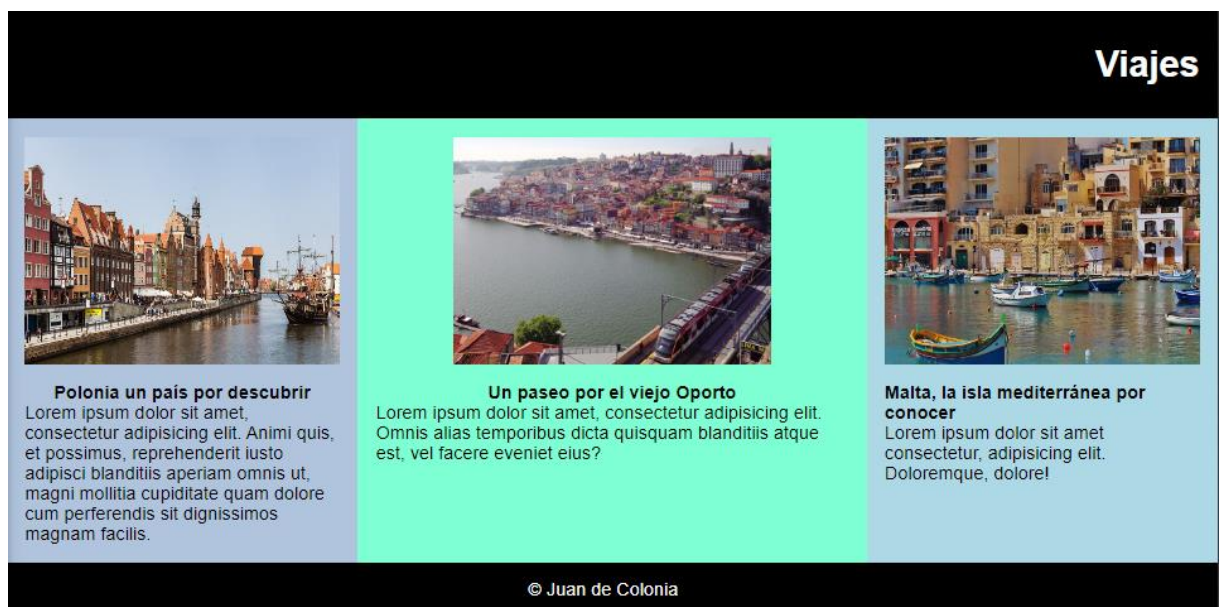 Viajes
Polonia un país por descubrir
Lorem ipsum dolor sit amet,
consectetur adipisicing elit. Animi quis,
et possimus, reprehenderit iusto
adipisci blanditiis aperiam omnis ut,
magni mollitia cupiditate quam dolore
cum perferendis sit dignissimos
magnam facilis.
Un paseo por el viejo Oporto
Lorem ipsum dolor sit amet, consectetur adipisicing elit.
Omnis alias temporibus dicta quisquam blanditiis atque
est, vel facere eveniet eius?
Malta, la isla mediterránea por
conocer
Lorem ipsum dolor sit amet
consectetur, adipisicing elit.
Doloremque, dolore!
© Juan de Colonia